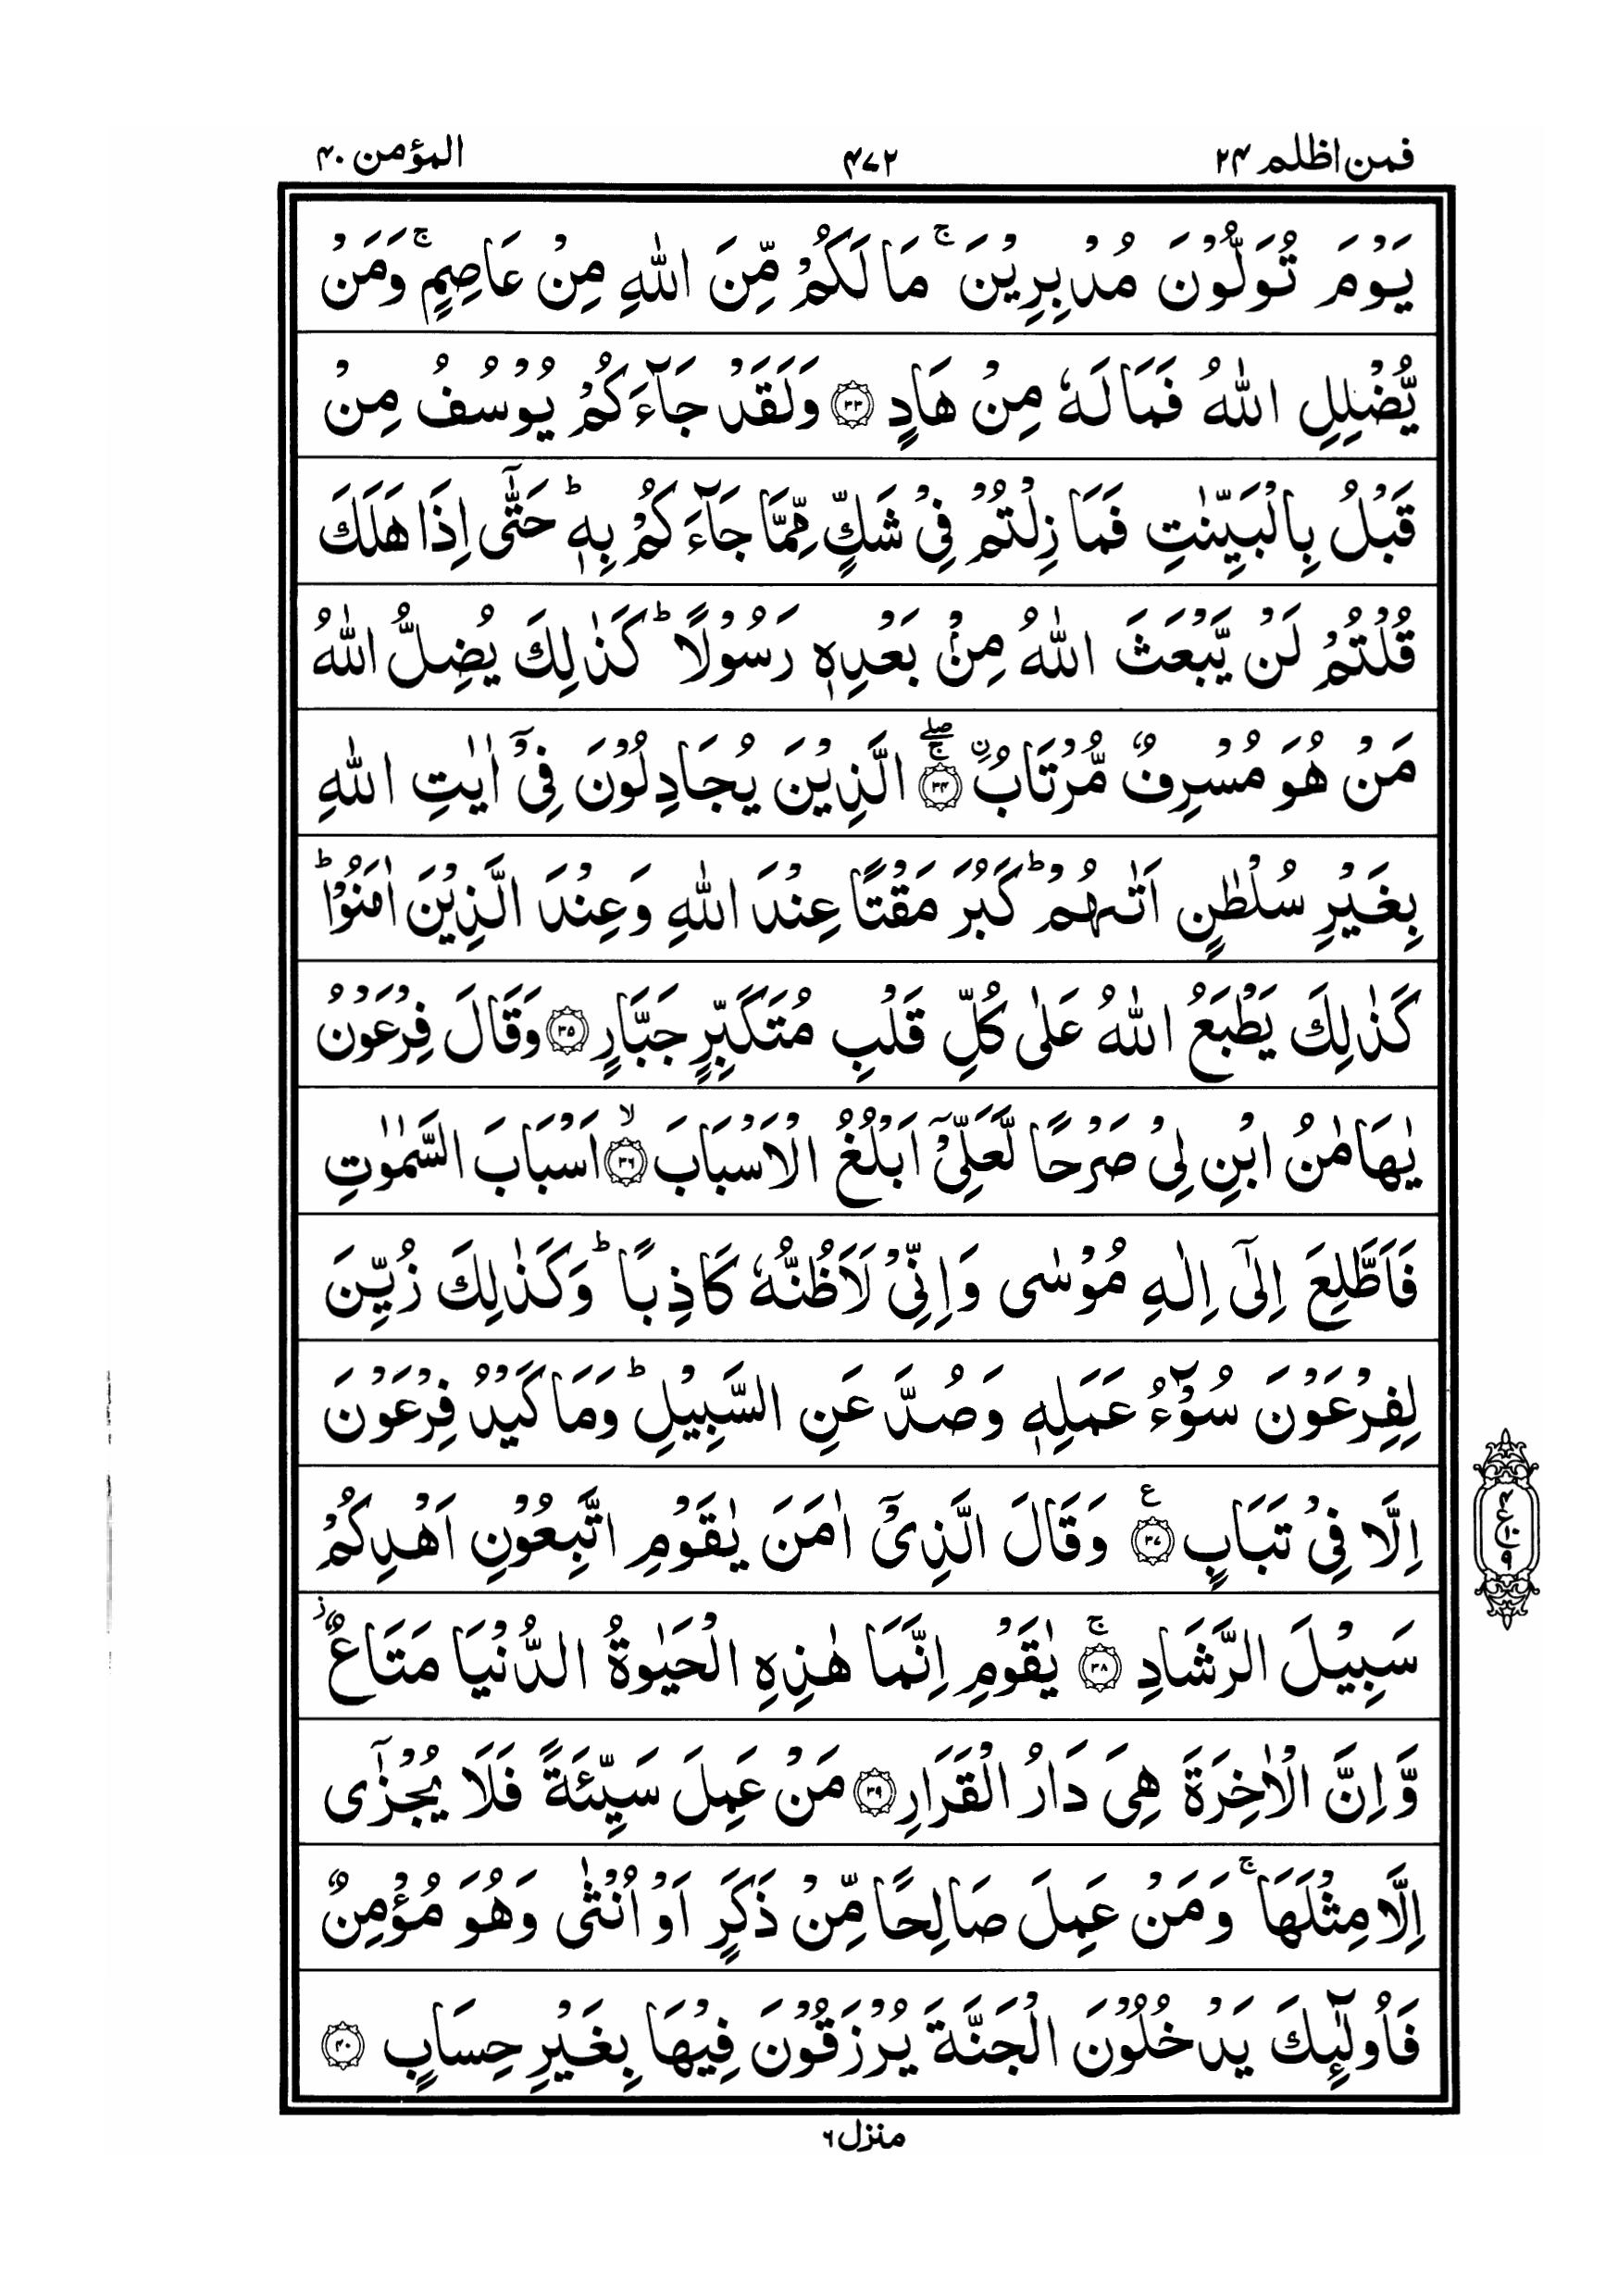 فمن اظلم ۲۴ ۴۷۲ المؤمن ۴۰
يَوْمَ تُوَلُّوْنَ مُدْبِرِيْنَ ۚ مَا لَكُمْ مِّنَ اللّٰهِ مِنْ عَاصِمٍ ۚ وَمَنْ
يُّضْلِلِ اللّٰهُ فَمَا لَهٗ مِنْ هَادٍ ﴿۳۳﴾ وَلَقَدْ جَآءَكُمْ يُوْسُفُ مِنْ
قَبْلُ بِالْبَيِّنٰتِ فَمَا زِلْتُمْ فِيْ شَكٍّ مِّمَّا جَآءَكُمْ بِهٖ ؕ حَتّٰٓى اِذَا هَلَكَ
قُلْتُمْ لَنْ يَّبْعَثَ اللّٰهُ مِنْۢ بَعْدِهٖ رَسُوْلًا ؕ كَذٰلِكَ يُضِلُّ اللّٰهُ
مَنْ هُوَ مُسْرِفٌ مُّرْتَابُ ۨ ﴿۳۴﴾ ۚۖ الَّذِيْنَ يُجَادِلُوْنَ فِيْٓ اٰيٰتِ اللّٰهِ
بِغَيْرِ سُلْطٰنٍ اَتٰىهُمْ ؕ كَبُرَ مَقْتًا عِنْدَ اللّٰهِ وَعِنْدَ الَّذِيْنَ اٰمَنُوْا ؕ
كَذٰلِكَ يَطْبَعُ اللّٰهُ عَلٰى كُلِّ قَلْبِ مُتَكَبِّرٍ جَبَّارٍ ﴿۳۵﴾ وَقَالَ فِرْعَوْنُ
يٰهَامٰنُ ابْنِ لِيْ صَرْحًا لَّعَلِّيْٓ اَبْلُغُ الْاَسْبَابَ ﴿۳۶﴾ ۙ اَسْبَابَ السَّمٰوٰتِ
فَاَطَّلِعَ اِلٰٓى اِلٰهِ مُوْسٰى وَاِنِّيْ لَاَظُنُّهٗ كَاذِبًا ؕ وَكَذٰلِكَ زُيِّنَ
لِفِرْعَوْنَ سُوْٓءُ عَمَلِهٖ وَصُدَّ عَنِ السَّبِيْلِ ؕ وَمَا كَيْدُ فِرْعَوْنَ
اِلَّا فِيْ تَبَابٍ ﴿۳۷﴾ ع وَقَالَ الَّذِيْٓ اٰمَنَ يٰقَوْمِ اتَّبِعُوْنِ اَهْدِكُمْ
سَبِيْلَ الرَّشَادِ ﴿۳۸﴾ ۚ يٰقَوْمِ اِنَّمَا هٰذِهِ الْحَيٰوةُ الدُّنْيَا مَتَاعٌ ز
وَّاِنَّ الْاٰخِرَةَ هِيَ دَارُ الْقَرَارِ ﴿۳۹﴾ مَنْ عَمِلَ سَيِّئَةً فَلَا يُجْزٰٓى
اِلَّا مِثْلَهَا ۚ وَمَنْ عَمِلَ صَالِحًا مِّنْ ذَكَرٍ اَوْ اُنْثٰى وَهُوَ مُؤْمِنٌ
فَاُولٰٓئِكَ يَدْخُلُوْنَ الْجَنَّةَ يُرْزَقُوْنَ فِيْهَا بِغَيْرِ حِسَابٍ ﴿۴۰﴾
منزل ۶